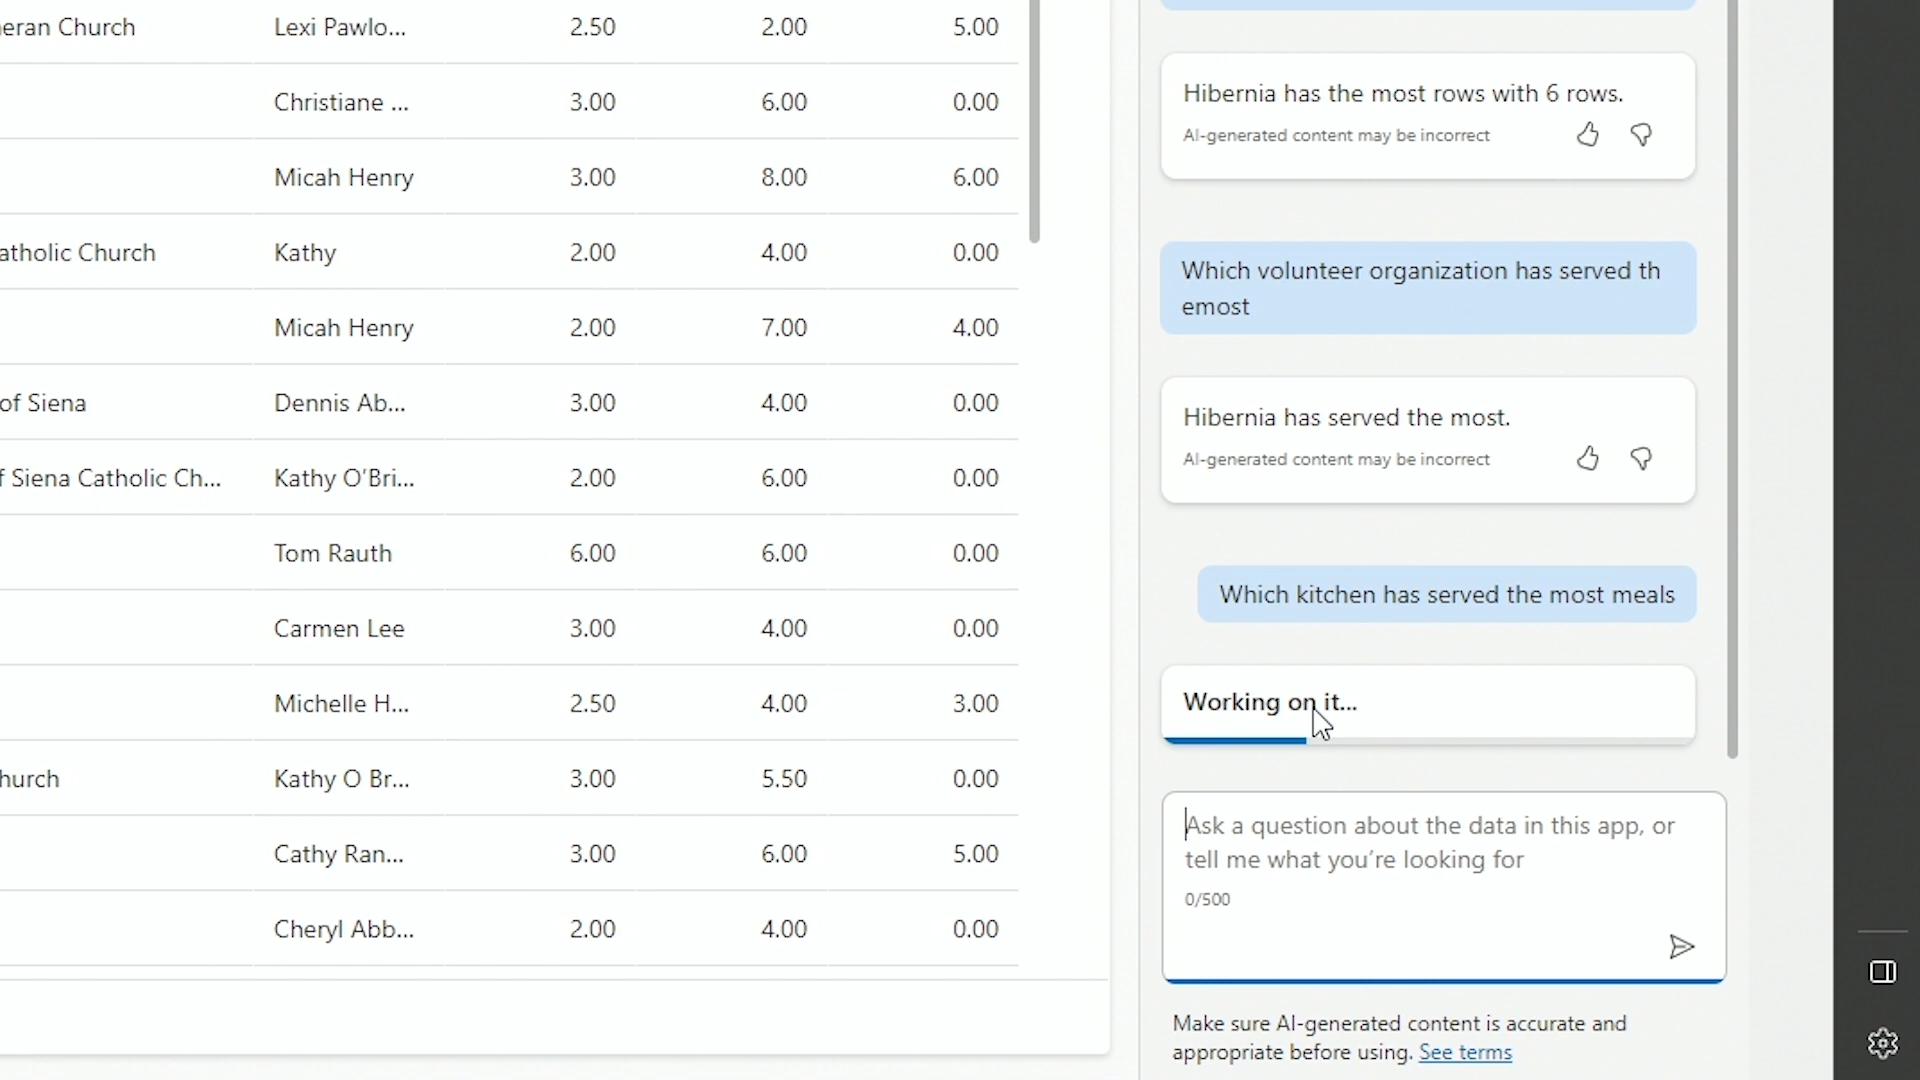 eran Church Lexi Pawlo... 2.50 2.00 5.00
Christiane ... 3.00 6.00 0.00
Micah Henry 3.00 8.00 6.00
atholic Church Kathy 2.00 4.00 0.00
Micah Henry 2.00 7.00 4.00
of Siena Dennis Ab... 3.00 4.00 0.00
f Siena Catholic Ch... Kathy O'Bri... 2.00 6.00 0.00
Tom Rauth 6.00 6.00 0.00
Carmen Lee 3.00 4.00 0.00
Michelle H... 2.50 4.00 3.00
hurch Kathy O Br... 3.00 5.50 0.00
Cathy Ran... 3.00 6.00 5.00
Cheryl Abb... 2.00 4.00 0.00
Hibernia has the most rows with 6 rows.
AI-generated content may be incorrect
Which volunteer organization has served th
emost
Hibernia has served the most.
AI-generated content may be incorrect
Which kitchen has served the most meals
Working on it...
Ask a question about the data in this app, or
tell me what you're looking for
0/500
Make sure AI-generated content is accurate and
appropriate before using. See terms